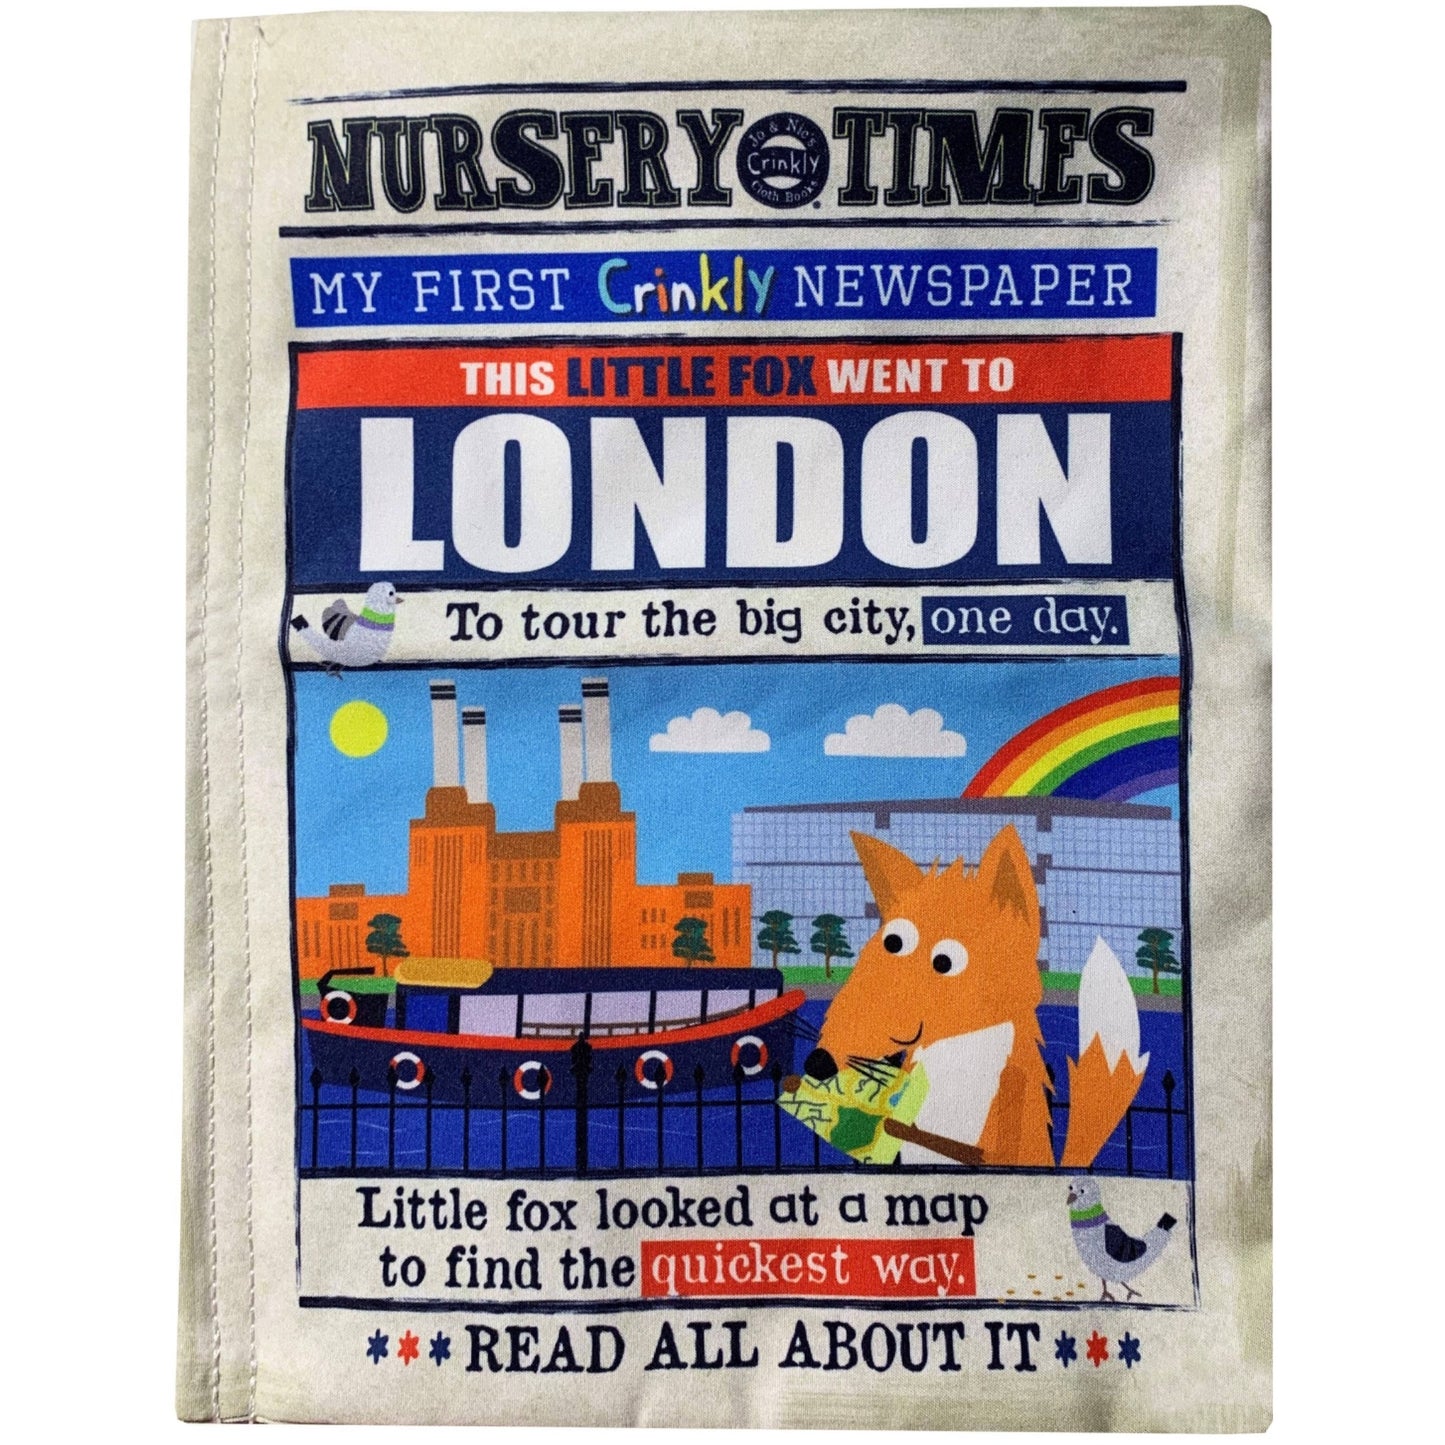 NURSERY TIMES
Jo & Nic's
Crinkly
Cloth Books
MY FIRST Crinkly NEWSPAPER
THIS LITTLE FOX WENT TO
LONDON
To tour the big city, one day.
Little fox looked at a map
to find the quickest way.
READ ALL ABOUT IT